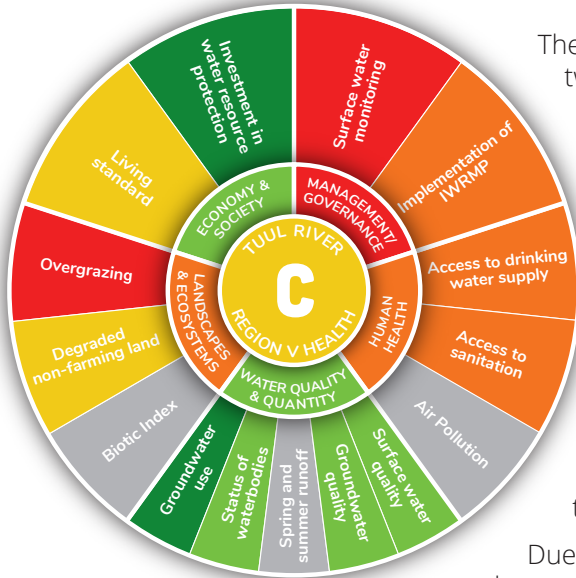 Investment in
water resource
protection
Surface water
monitoring
Implementation of
IWRMP
Access to drinking
water supply
Access to
sanitation
Air Pollution
Surface water
quality
Groundwater
quality
Spring and
summer runoff
Status of
waterbodies
Groundwater
use
Biotic Index
Degraded
non-farming land
Overgrazing
Living
standard
ECONOMY &
SOCIETY
MANAGEMENT/
GOVERNANCE
HUMAN
HEALTH
WATER QUALITY
& QUANTITY
LANDSCAPES
& ECOSYSTEMS
TUUL RIVER
C
REGION V HEALTH
The
tw
t
Due